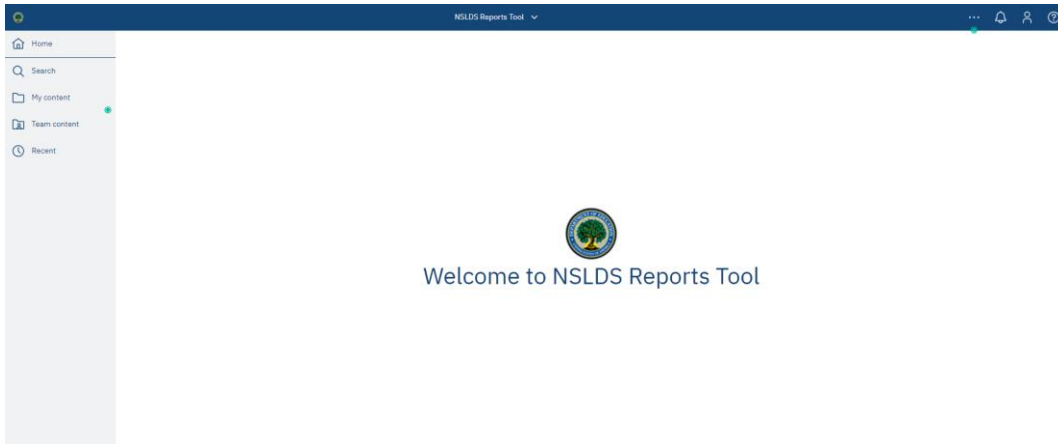 NSLDS Reports Tool
Home
Search
My content
Team content
Recent
Welcome to NSLDS Reports Tool